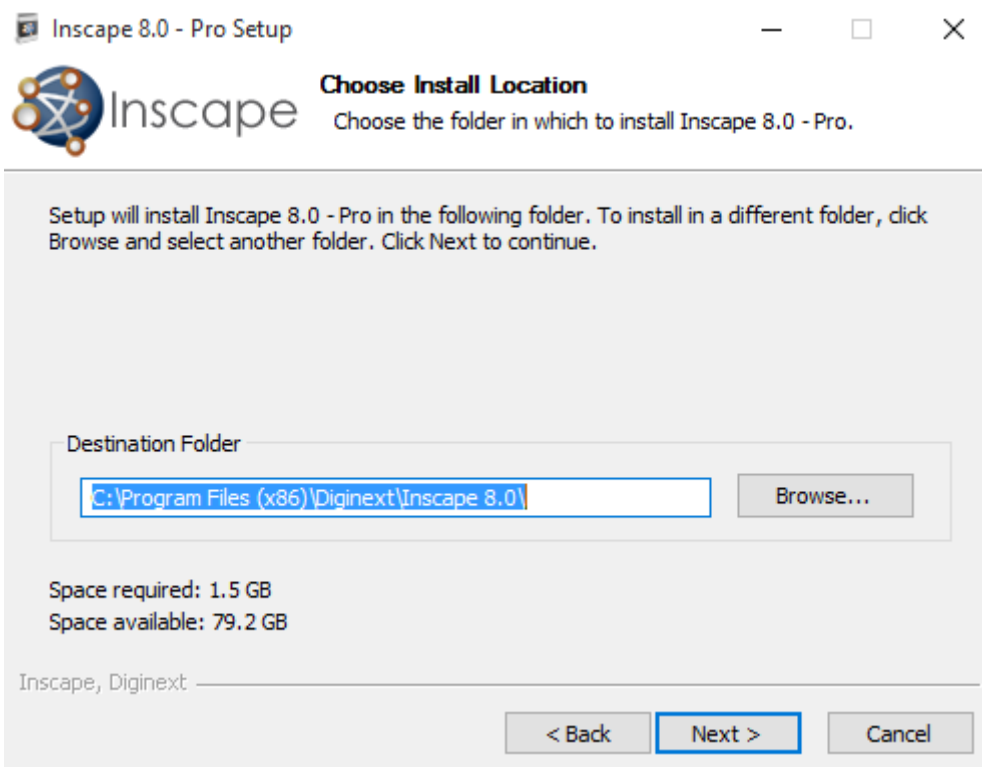 Inscape 8.0 - Pro Setup
Inscape
Choose Install Location
Choose the folder in which to install Inscape 8.0 - Pro.
Setup will install Inscape 8.0 - Pro in the following folder. To install in a different folder, click
Browse and select another folder. Click Next to continue.
Destination Folder
C:\Program Files (x86)\Diginext\Inscape 8.0\
Browse...
Space required: 1.5 GB
Space available: 79.2 GB
Inscape, Diginext
< Back
Next >
Cancel